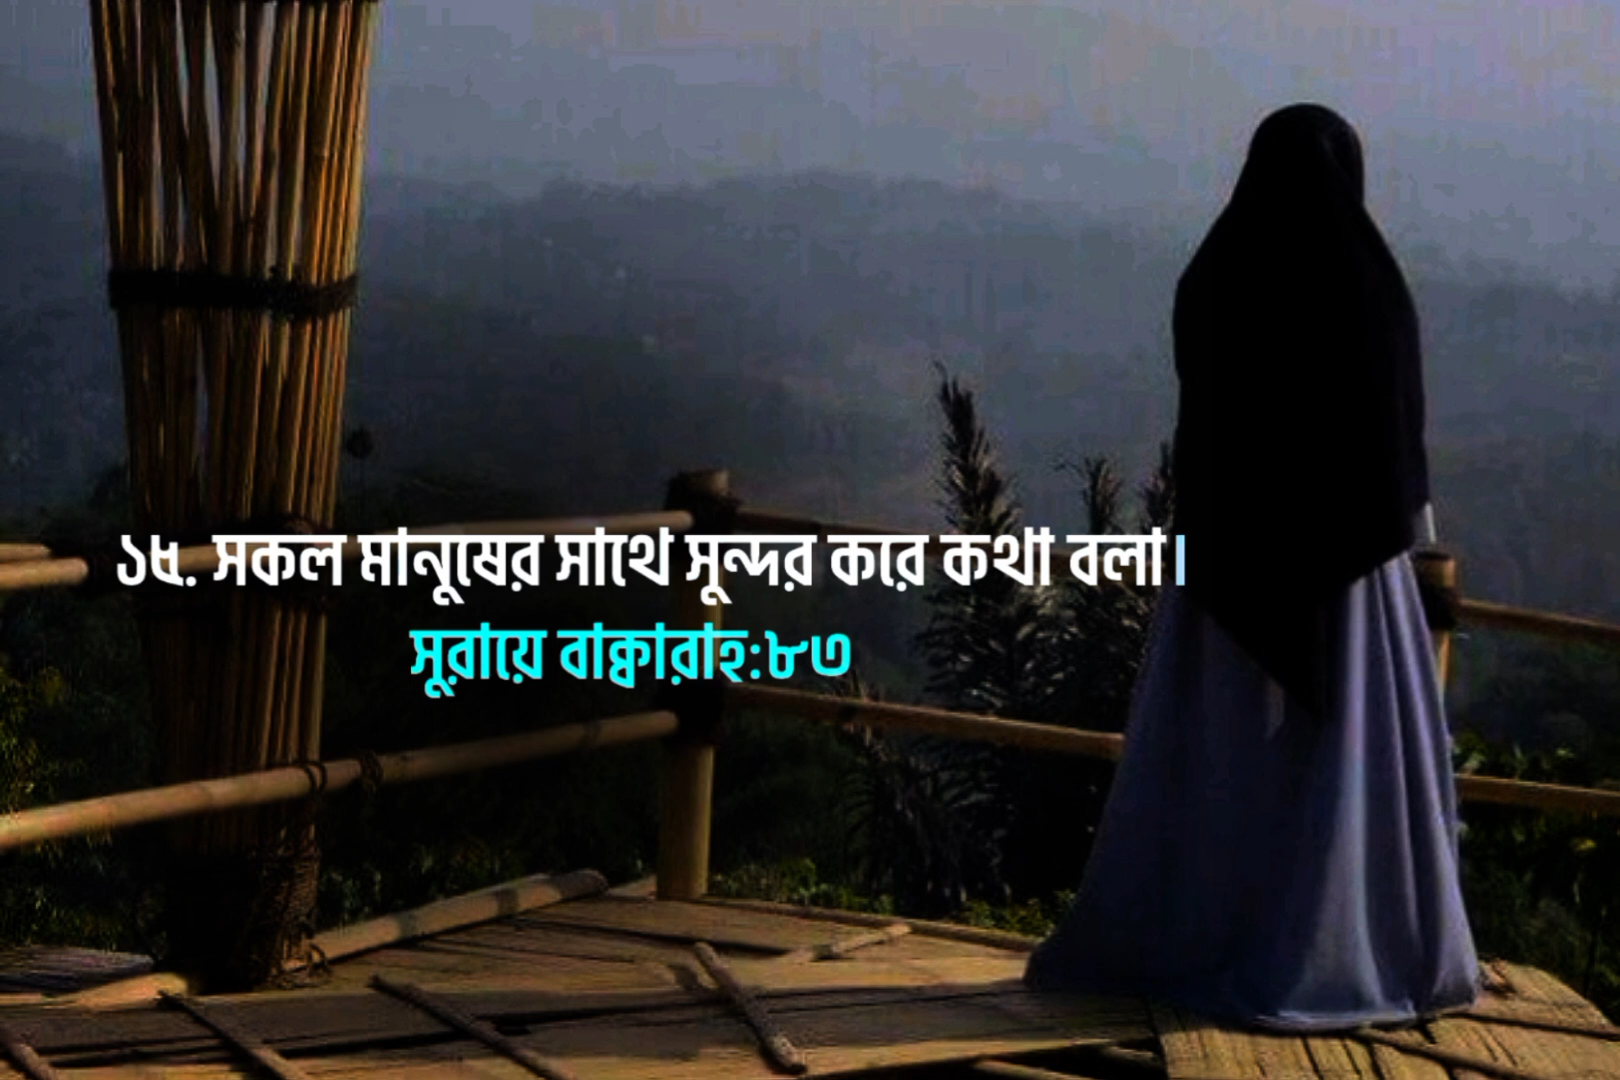 ১৫. সকল মানুষের সাথে সুন্দর করে কথা বলা।
সুরায়ে বাক্বারাহ:৮৩